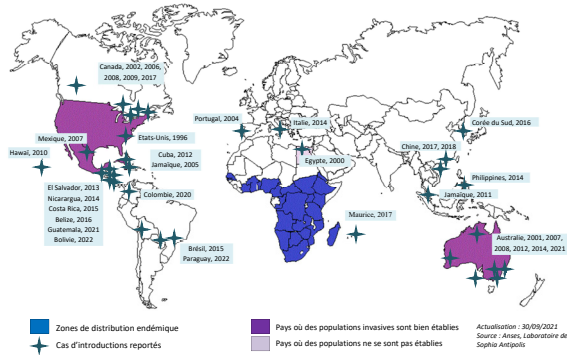 Canada, 2002, 2006,
2008, 2009, 2017
Portugal, 2004
Italie, 2014
Corée du Sud, 2016
Mexique, 2007
Etats-Unis, 1996
Chine, 2017, 2018
Hawaï, 2010
Cuba, 2012
Jamaïque, 2005
Egypte, 2000
Philippines, 2014
El Salvador, 2013
Nicarargua, 2014
Costa Rica, 2015
Belize, 2016
Guatemala, 2021
Bolivie, 2022
Colombie, 2020
Jamaïque, 2011
Maurice, 2017
Brésil, 2015
Paraguay, 2022
Australie, 2001, 2007,
2008, 2012, 2014, 2021
Zones de distribution endémique
Cas d'introductions reportés
Pays où des populations invasives sont bien établies
Pays où des populations ne se sont pas établies
Actualisation : 30/09/2021
Source : Anses, Laboratoire de
Sophia Antipolis